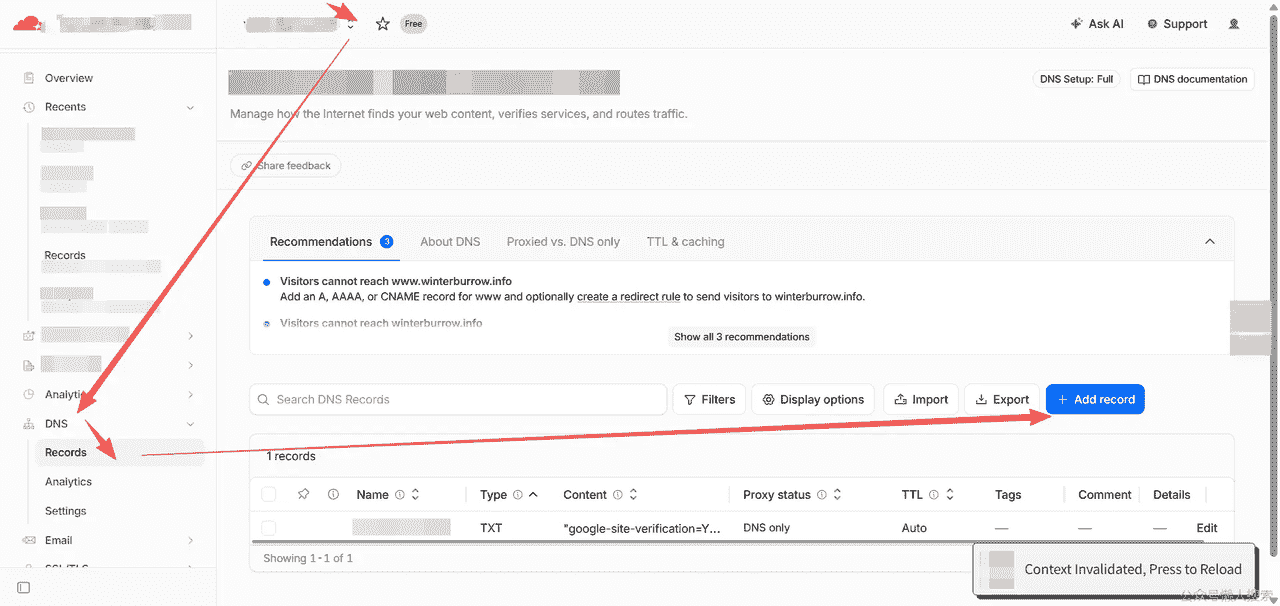 Free
Ask AI
Support
Overview
Recents
Records
Analytics
DNS
Records
Analytics
Settings
Email
SSL/TLS
DNS Setup: Full
DNS documentation
Manage how the Internet finds your web content, verifies services, and routes traffic.
Share feedback
Recommendations 3
About DNS
Proxied vs. DNS only
TTL & caching
Visitors cannot reach www.winterburrow.info
Add an A, AAAA, or CNAME record for www and optionally create a redirect rule to send visitors to winterburrow.info.
Visitors cannot reach winterburrow.info
Show all 3 recommendations
Search DNS Records
Filters
Display options
Import
Export
+ Add record
1 records
Name
Type
Content
Proxy status
TTL
Tags
Comment
Details
TXT
"google-site-verification=Y...
DNS only
Auto
—
—
—
Edit
Showing 1-1 of 1
Context Invalidated, Press to Reload